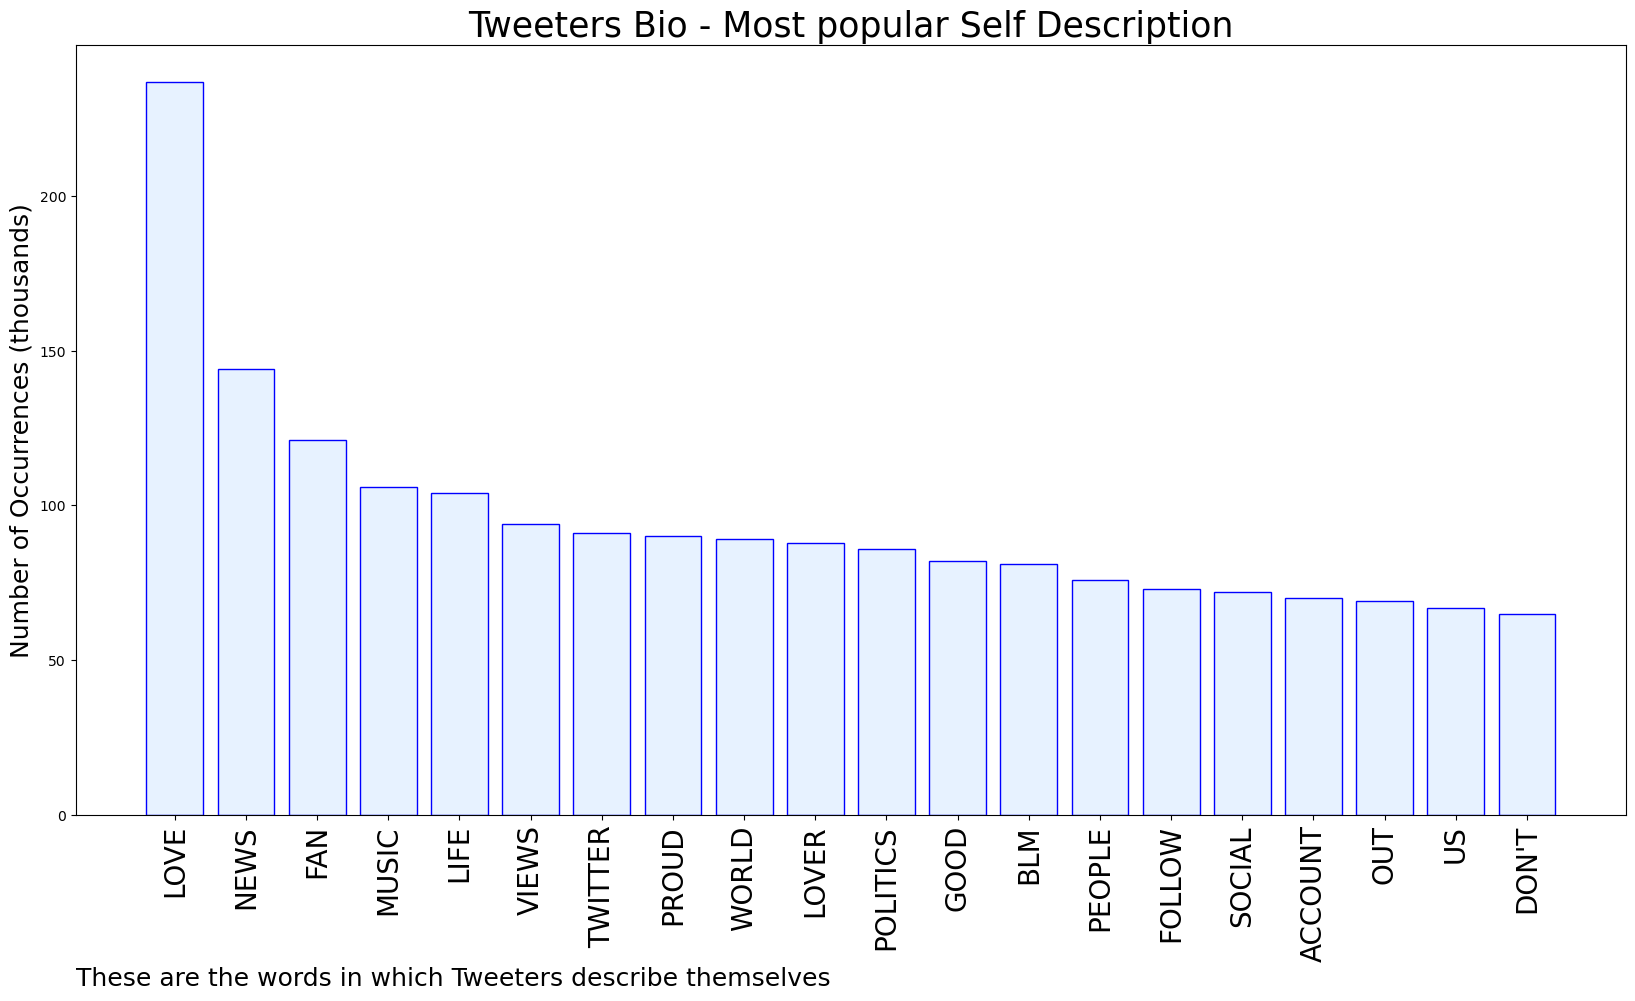 Tweeters Bio - Most popular Self Description
Number of Occurrences (thousands)
200
150
100
50
0
LOVE
NEWS
FAN
MUSIC
LIFE
VIEWS
TWITTER
PROUD
WORLD
LOVER
POLITICS
GOOD
BLM
PEOPLE
FOLLOW
SOCIAL
ACCOUNT
OUT
US
DON'T
These are the words in which Tweeters describe themselves